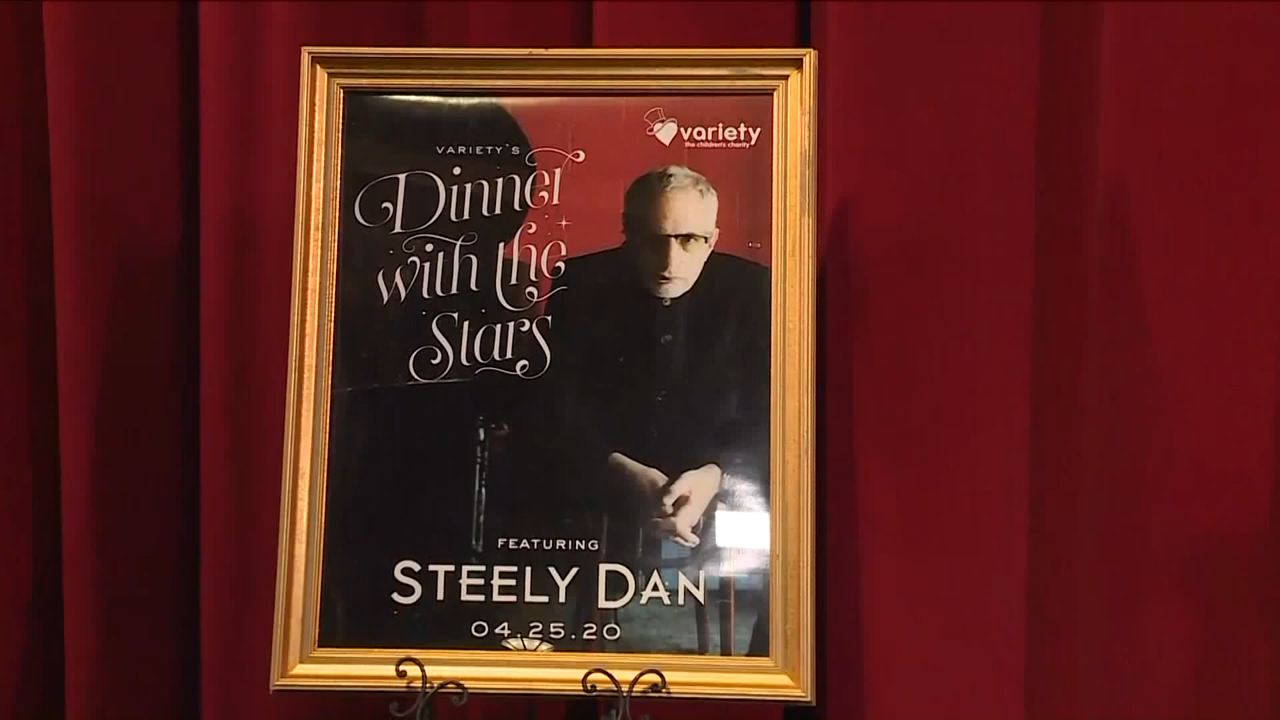 variety
the children's charity
VARIETY'S
Dinner
with the
Stars
FEATURING
STEELY DAN
04.25.20